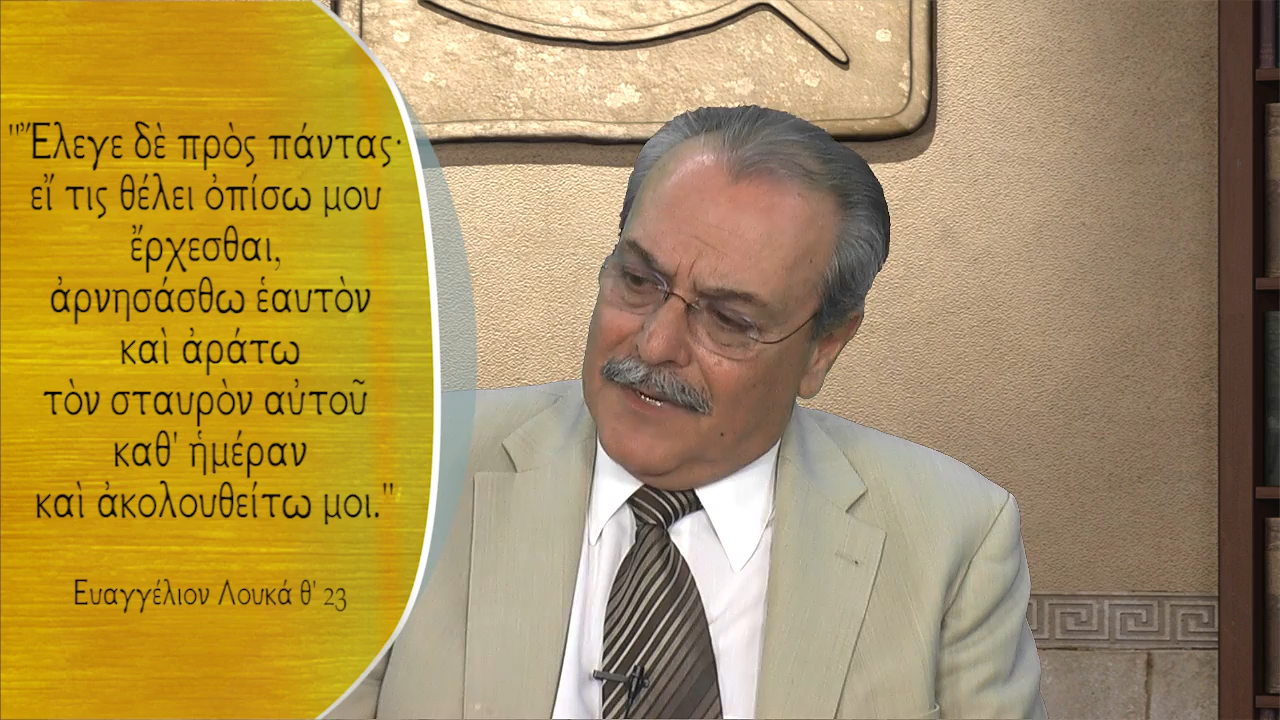 "Ἔλεγε δὲ πρὸς πάντας·
εἴ τις θέλει ὀπίσω μου
ἔρχεσθαι,
ἀρνησάσθω ἑαυτὸν
καὶ ἀράτω
τὸν σταυρὸν αὐτοῦ
καθ' ἡμέραν
καὶ ἀκολουθείτω μοι."
Ευαγγέλιον Λουκά θ' 23